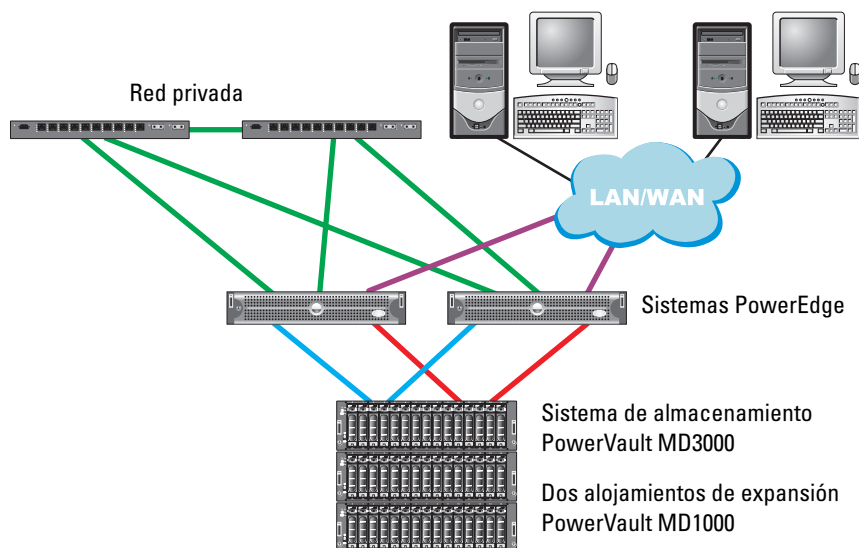 Red privada
LAN/WAN
Sistemas PowerEdge
Sistema de almacenamiento
PowerVault MD3000
Dos alojamientos de expansión
PowerVault MD1000